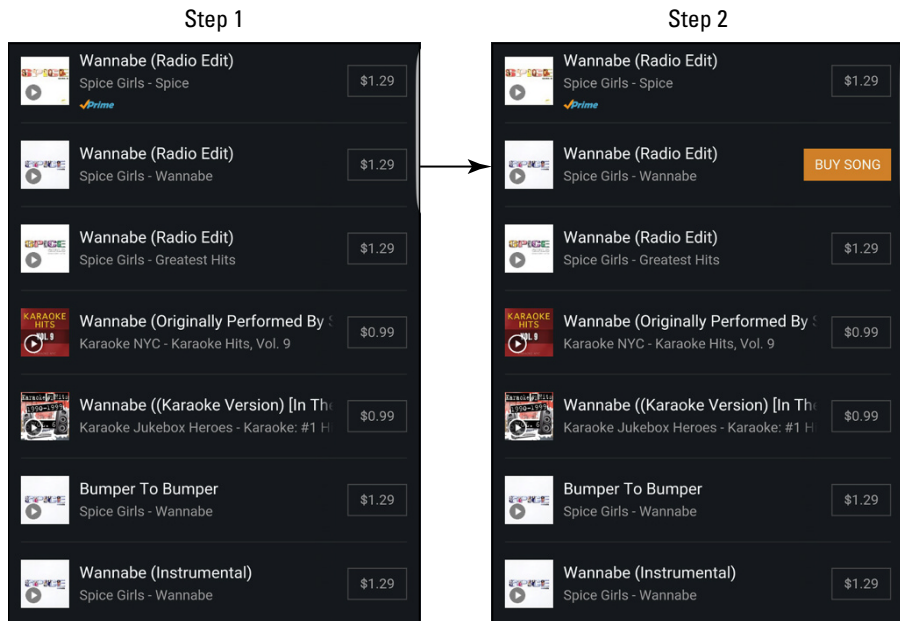 Step 1
Wannabe (Radio Edit)
Spice Girls - Spice
$1.29
Prime
Wannabe (Radio Edit)
Spice Girls - Wannabe
$1.29
Wannabe (Radio Edit)
Spice Girls - Greatest Hits
$1.29
KARAOKE
HITS
VOL. 9
Wannabe (Originally Performed By
Karaoke NYC - Karaoke Hits, Vol. 9
$0.99
Wannabe ((Karaoke Version) [In The
Karaoke Jukebox Heroes - Karaoke: #1 H
$0.99
Bumper To Bumper
Spice Girls - Wannabe
$1.29
Wannabe (Instrumental)
Spice Girls - Wannabe
$1.29
Step 2
Wannabe (Radio Edit)
Spice Girls - Spice
$1.29
Prime
Wannabe (Radio Edit)
Spice Girls - Wannabe
BUY SONG
Wannabe (Radio Edit)
Spice Girls - Greatest Hits
$1.29
KARAOKE
HITS
VOL. 9
Wannabe (Originally Performed By
Karaoke NYC - Karaoke Hits, Vol. 9
$0.99
Wannabe ((Karaoke Version) [In The
Karaoke Jukebox Heroes - Karaoke: #1 H
$0.99
Bumper To Bumper
Spice Girls - Wannabe
$1.29
Wannabe (Instrumental)
Spice Girls - Wannabe
$1.29